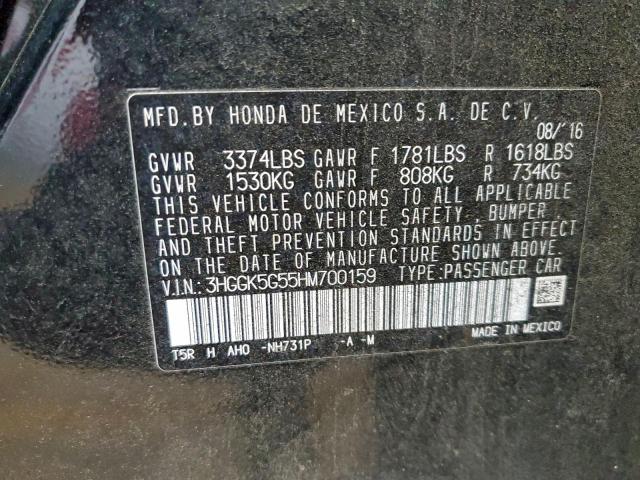 MFD.BY HONDA DE MEXICO S.A. DE C.V.
08/'16
GVWR 3374LBS GAWR F 1781LBS R 1618LBS
GVWR 1530KG GAWR F 808KG R 734KG
THIS VEHICLE CONFORMS TO ALL APPLICABLE
FEDERAL MOTOR VEHICLE SAFETY, BUMPER,
AND THEFT PREVENTION STANDARDS IN EFFECT
ON THE DATE OF MANUFACTURE SHOWN ABOVE.
V.I.N: 3HGGK5G55HM700159 TYPE:PASSENGER CAR
MADE IN MEXICO
T5R H AHO -NH731P -A -M